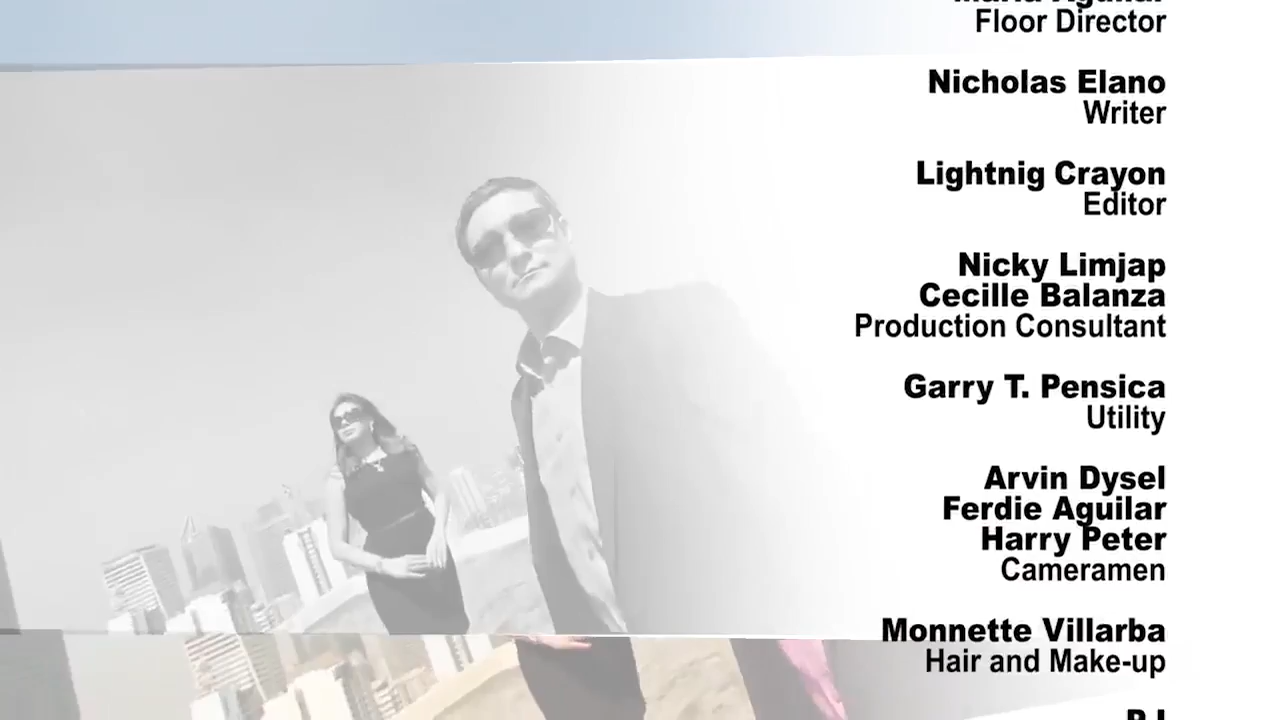 Floor Director
Nicholas Elano
Writer
Lightnig Crayon
Editor
Nicky Limjap
Cecille Balanza
Production Consultant
Garry T. Pensica
Utility
Arvin Dysel
Ferdie Aguilar
Harry Peter
Cameramen
Monnette Villarba
Hair and Make-up